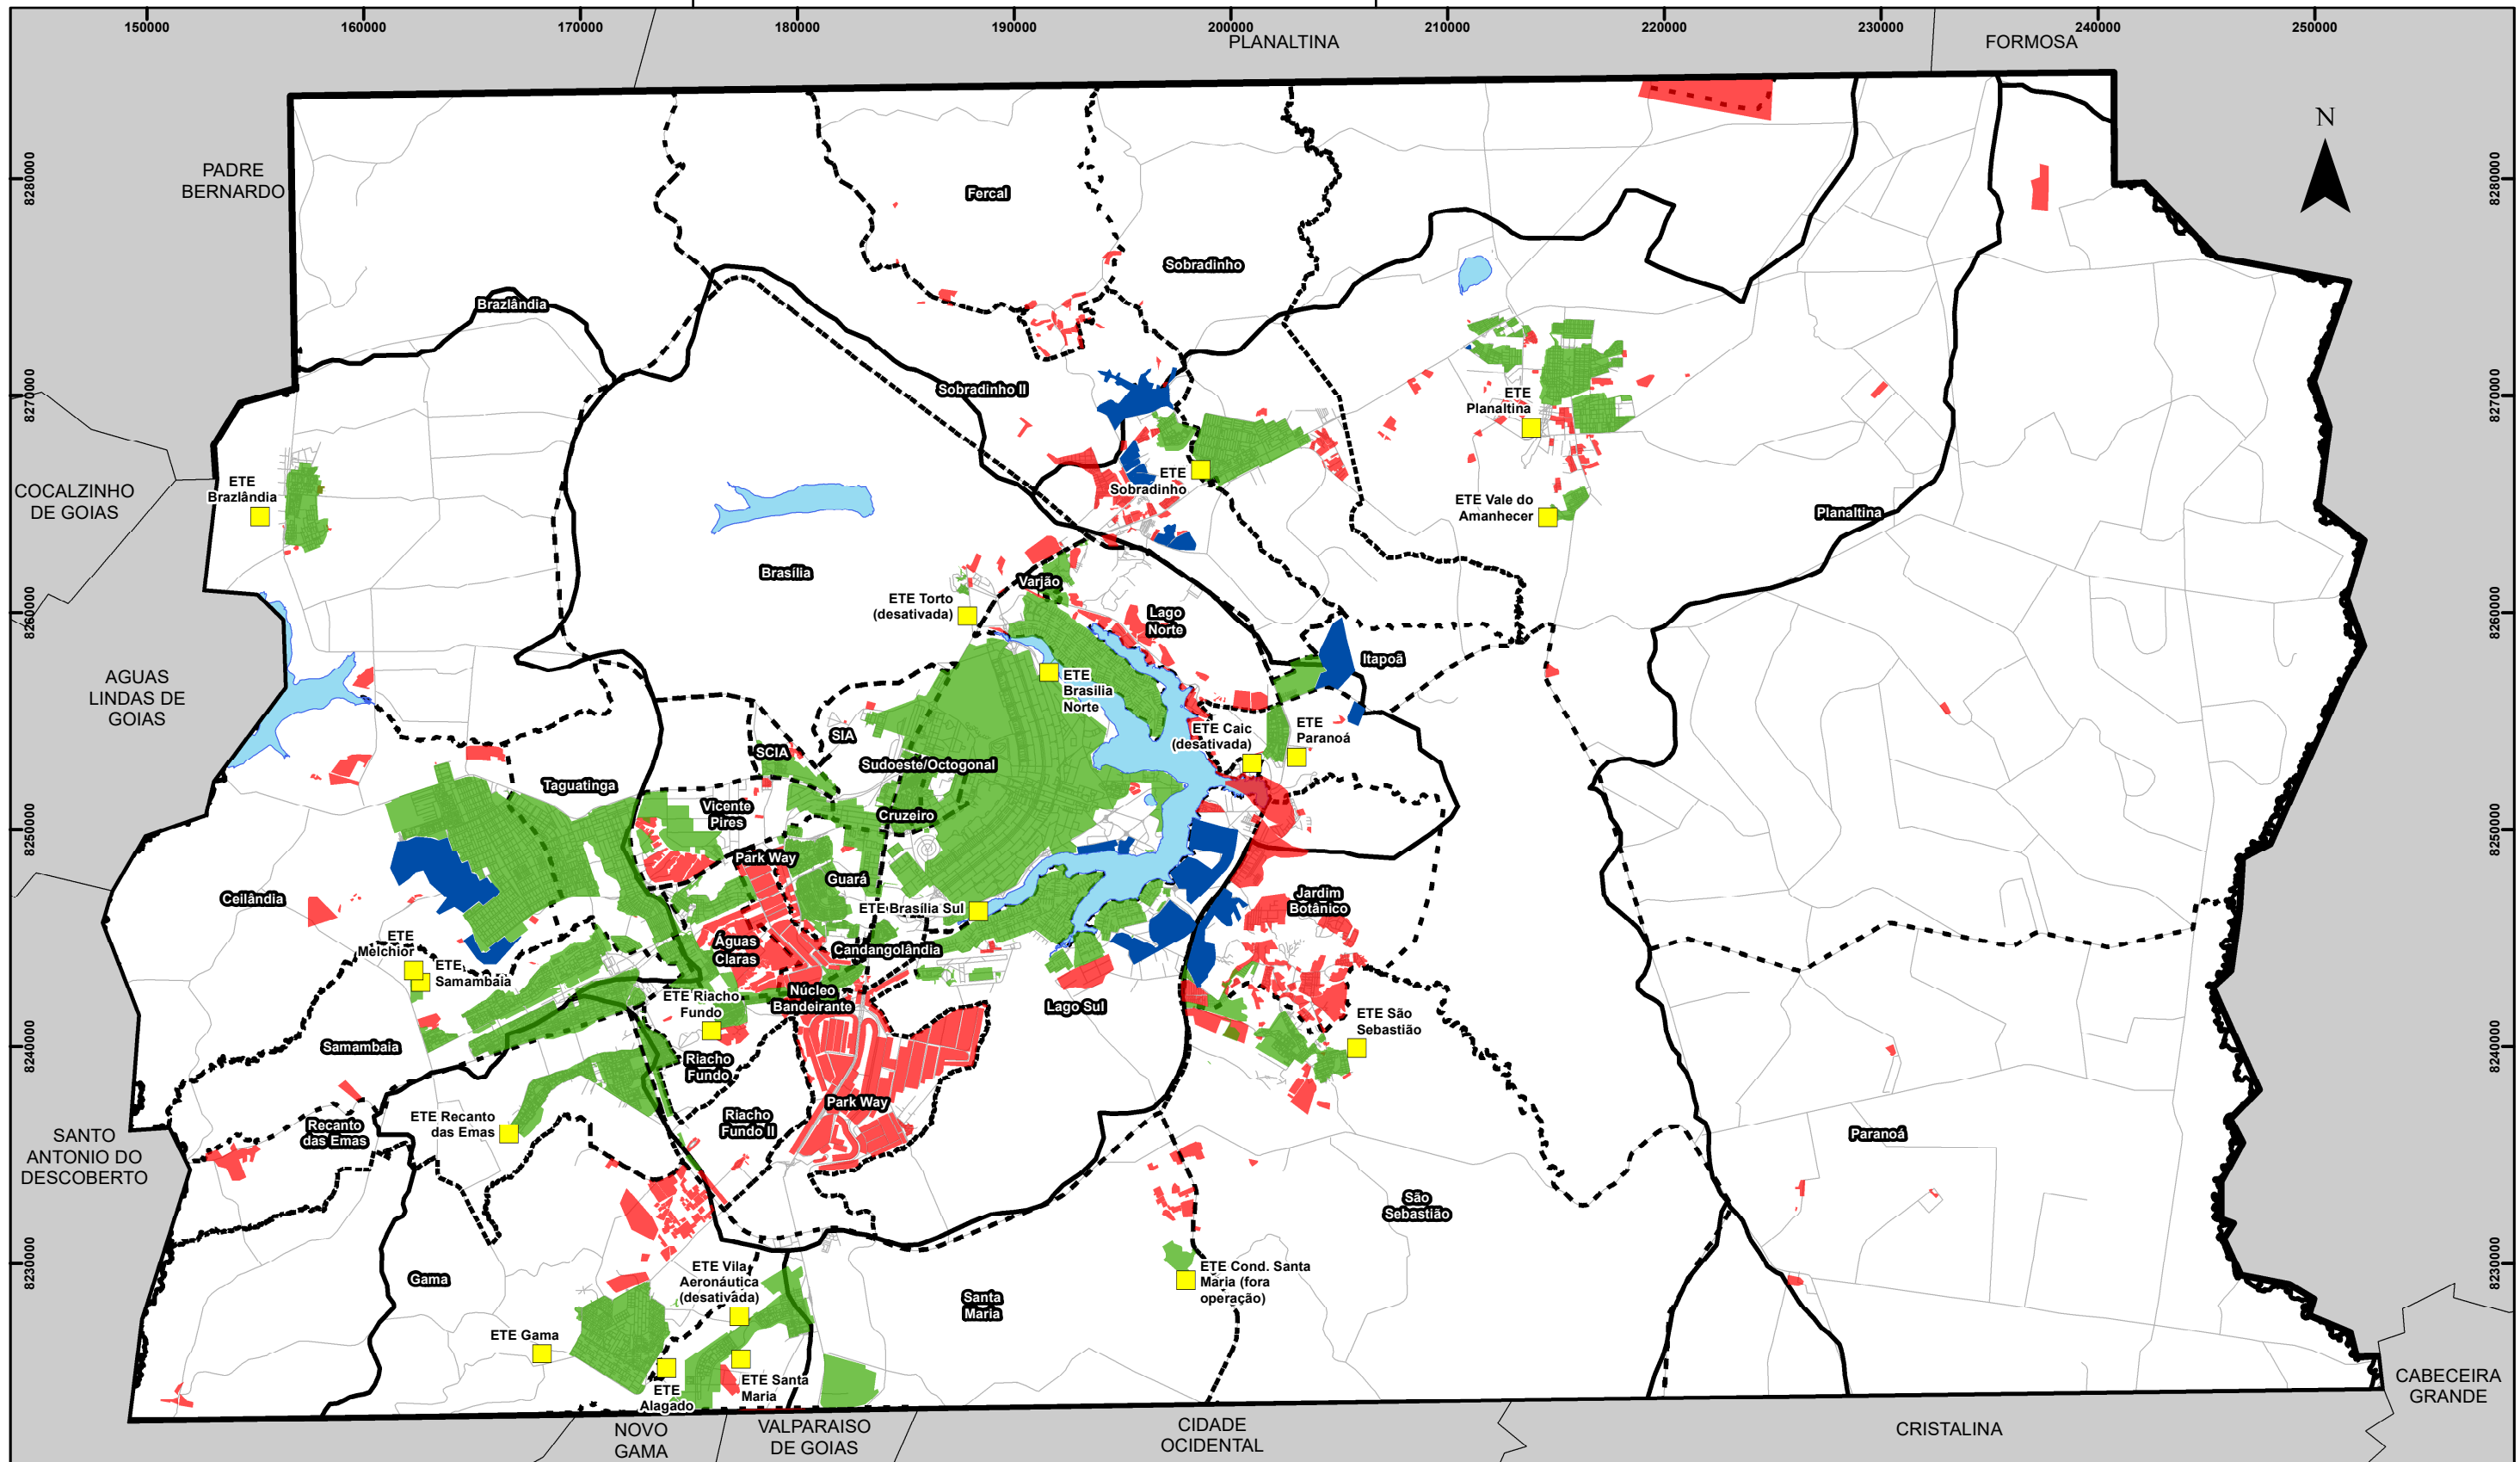 150000
160000
170000
180000
190000
200000
210000
220000
230000
240000
250000
PLANALTINA
FORMOSA
N
PADRE
BERNARDO
8280000
8280000
Fercal
Sobradinho
Brazlândia
Sobradinho II
8270000
8270000
ETE
Planaltina
COCALZINHO
DE GOIAS
ETE
Brazlândia
ETE
Sobradinho
ETE Vale do
Amanhecer
Planaltina
Brasília
Varjão
ETE Torto
(desativada)
Lago
Norte
8260000
8260000
Itapoã
AGUAS
LINDAS DE
GOIAS
ETE
Brasilia
Norte
SIA
SCIA
ETE Caic
(desativada)
ETE
Paranoá
Sudoeste/Octogonal
Taguatinga
Vicente
Pires
Cruzeiro
8250000
8250000
Park Way
Guará
Ceilândia
ETE Brasília Sul
Jardim
Botânico
ETE
Melchior
ETE
Samambaia
Águas
Claras
Candangolândia
Núcleo
Bandeirante
ETE Riacho
Fundo
Lago Sul
ETE São
Sebastião
8240000
8240000
Samambaia
Riacho
Fundo
Park Way
ETE Recanto
das Emas
Recanto
das Emas
Riacho
Fundo II
Paranoá
SANTO
ANTONIO DO
DESCOBERTO
São
Sebastião
8230000
8230000
Gama
ETE Vila
Aeronáutica
(desativada)
ETE Cond. Santa
Maria (fora
operação)
Santa
Maria
ETE Gama
ETE
Alagado
ETE Santa
Maria
CABECEIRA
GRANDE
NOVO
GAMA
VALPARAISO
DE GOIAS
CIDADE
OCIDENTAL
CRISTALINA